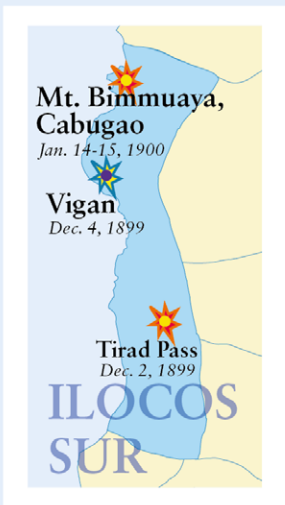 Mt. Bimmuaya,
Cabugao
Jan. 14-15, 1900
Vigan
Dec. 4, 1899
Tirad Pass
Dec. 2, 1899
ILOCOS
SUR